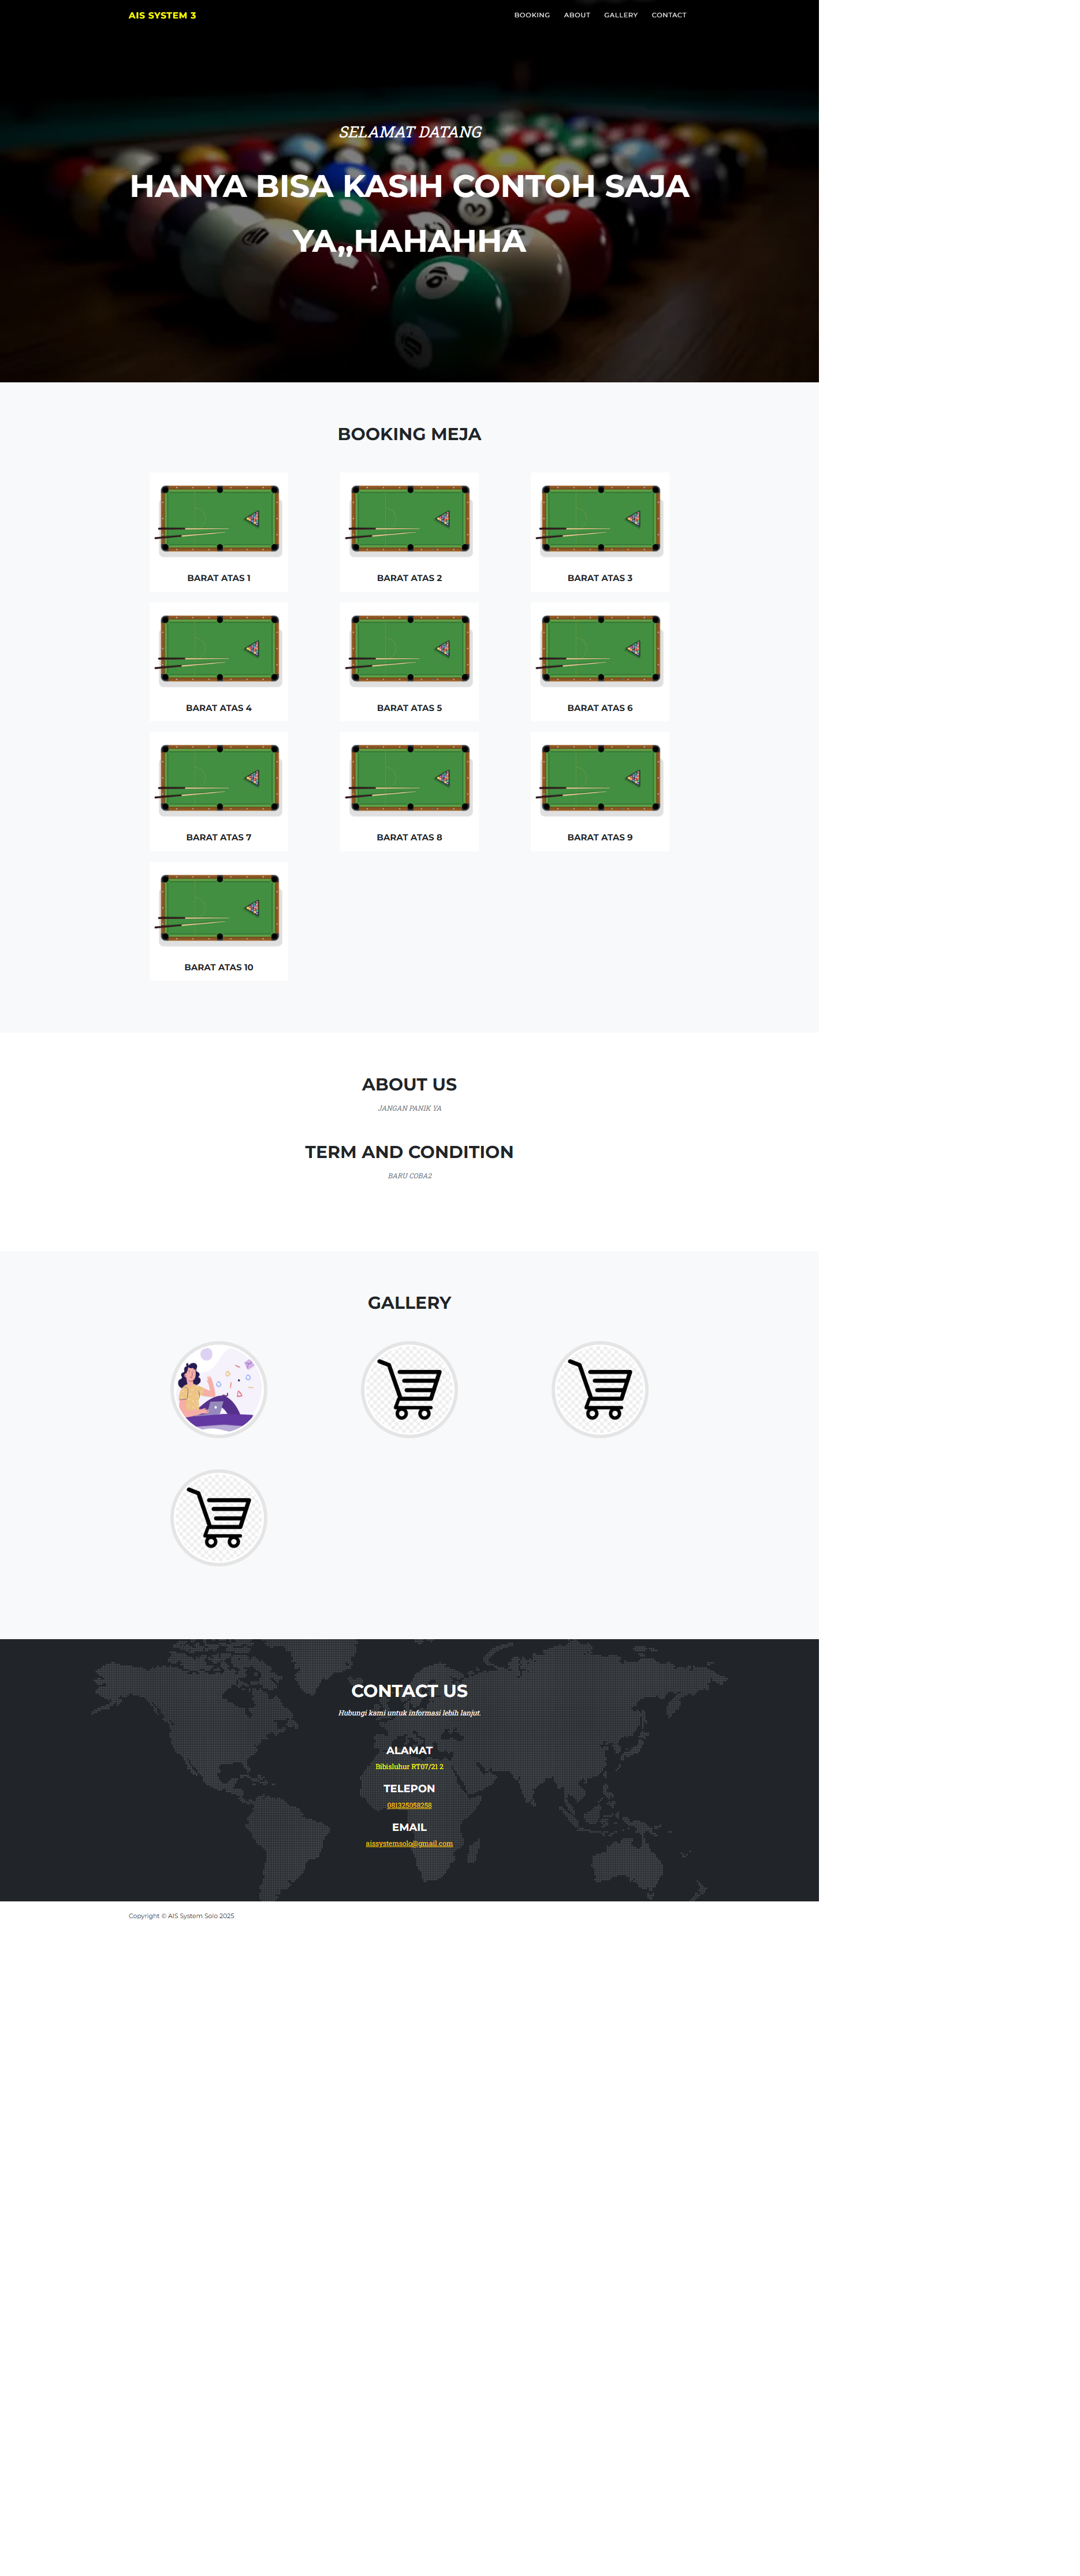 AIS SYSTEM 3
BOOKING ABOUT GALLERY CONTACT
SELAMAT DATANG
HANYA BISA KASIH CONTOH SAJA
YA,,HAHAHHA
BOOKING MEJA
BARAT ATAS 1
BARAT ATAS 2
BARAT ATAS 3
BARAT ATAS 4
BARAT ATAS 5
BARAT ATAS 6
BARAT ATAS 7
BARAT ATAS 8
BARAT ATAS 9
BARAT ATAS 10
ABOUT US
JANGAN PANIK YA
TERM AND CONDITION
BARU COBA2
GALLERY
CONTACT US
Hubungi kami untuk informasi lebih lanjut.
ALAMAT
Bibisluhur RT07/21 2
TELEPON
081325058258
EMAIL
aissystemsolo@gmail.com
Copyright © AIS System Solo 2025